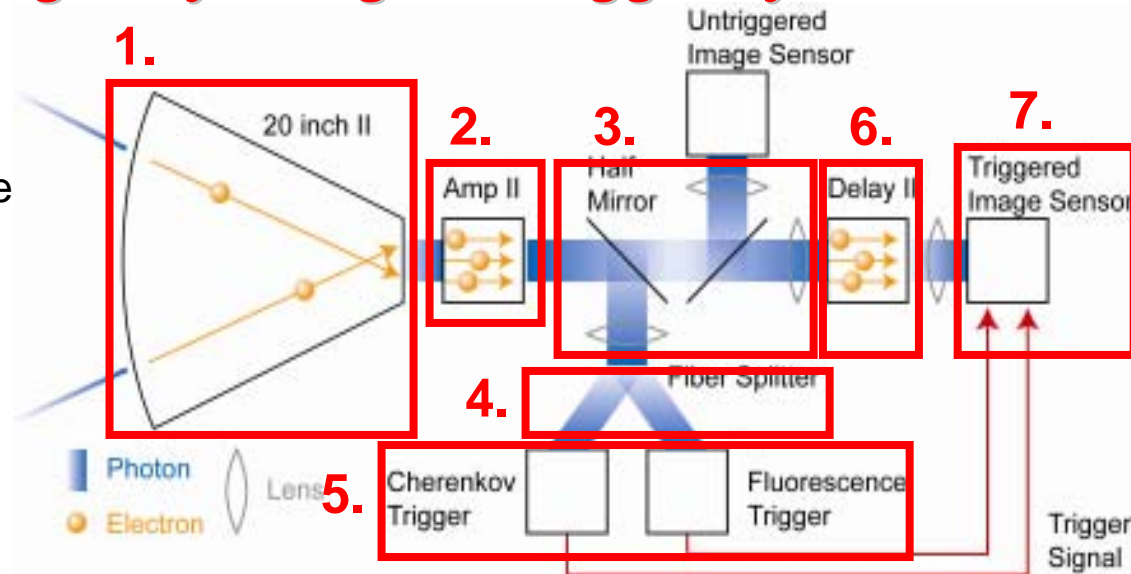 1.
Untriggered
Image Sensor
20 inch II
2.
3.
6.
7.
Amp II
Half
Mirror
Delay II
Triggered
Image Sensor
4.
Fiber Splitter
Photon
Lens
Electron
5.
Cherenkov
Trigger
Fluorescence
Trigger
Trigger
Signal